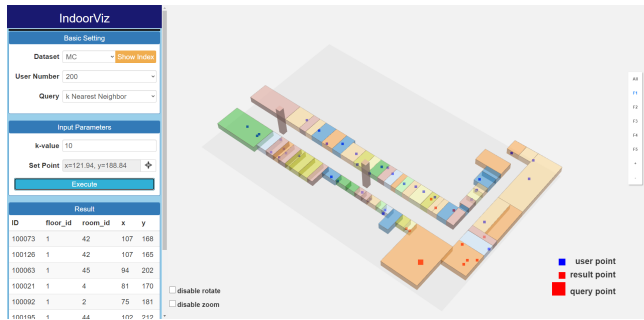 IndoorViz
Basic Setting
Dataset MC Show Index
User Number 200
Query k Nearest Neighbor
Input Parameters
k-value 10
Set Point x=121.94, y=188.84
Execute
Result
ID floor_id room_id x y
100073 1 42 107 168
100126 1 42 107 165
100063 1 45 94 202
100021 1 4 81 170
100092 1 2 75 181
100195 1 44 102 212
disable rotate
disable zoom
user point
result point
query point
All
F1
F2
F3
F4
F5
+
-